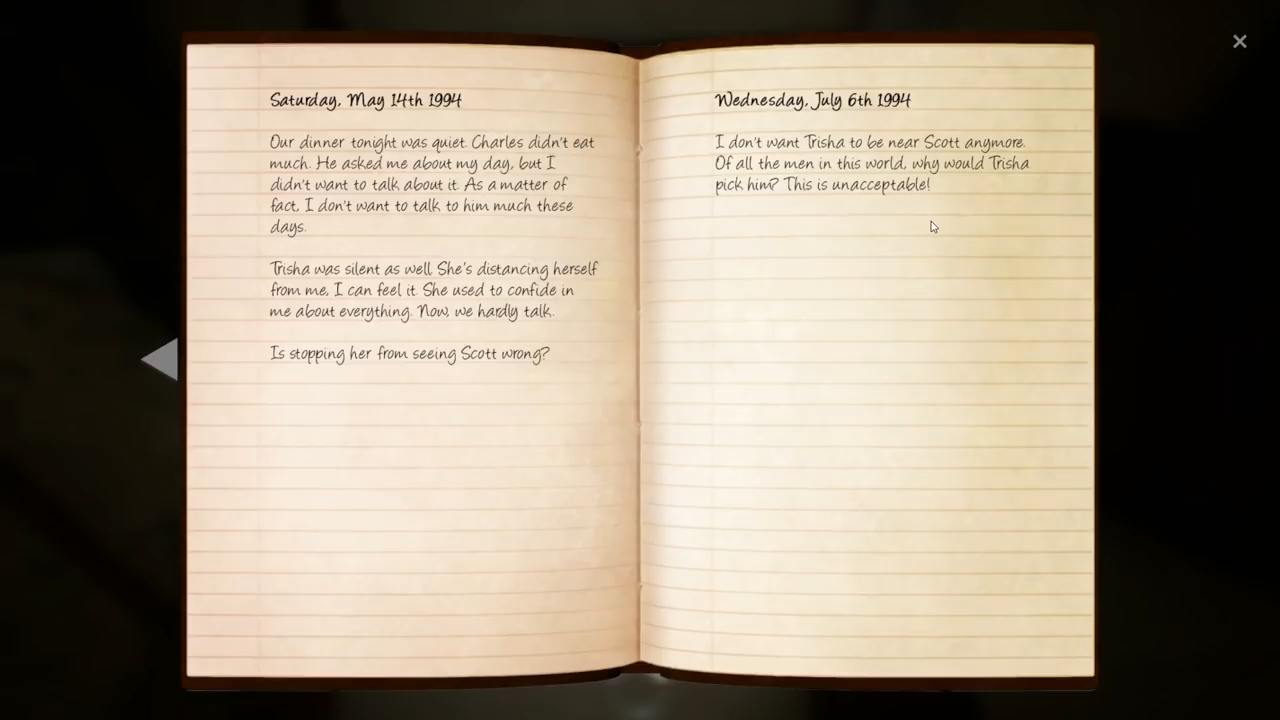 Saturday, May 14th 1994
Our dinner tonight was quiet. Charles didn't eat
much. He asked me about my day, but I
didn't want to talk about it. As a matter of
fact, I don't want to talk to him much these
days.
Trisha was silent as well. She's distancing herself
from me, I can feel it. She used to confide in
me about everything. Now, we hardly talk.
Is stopping her from seeing Scott wrong?
Wednesday, July 6th 1994
I don't want Trisha to be near Scott anymore.
Of all the men in this world, why would Trisha
pick him? This is unacceptable!